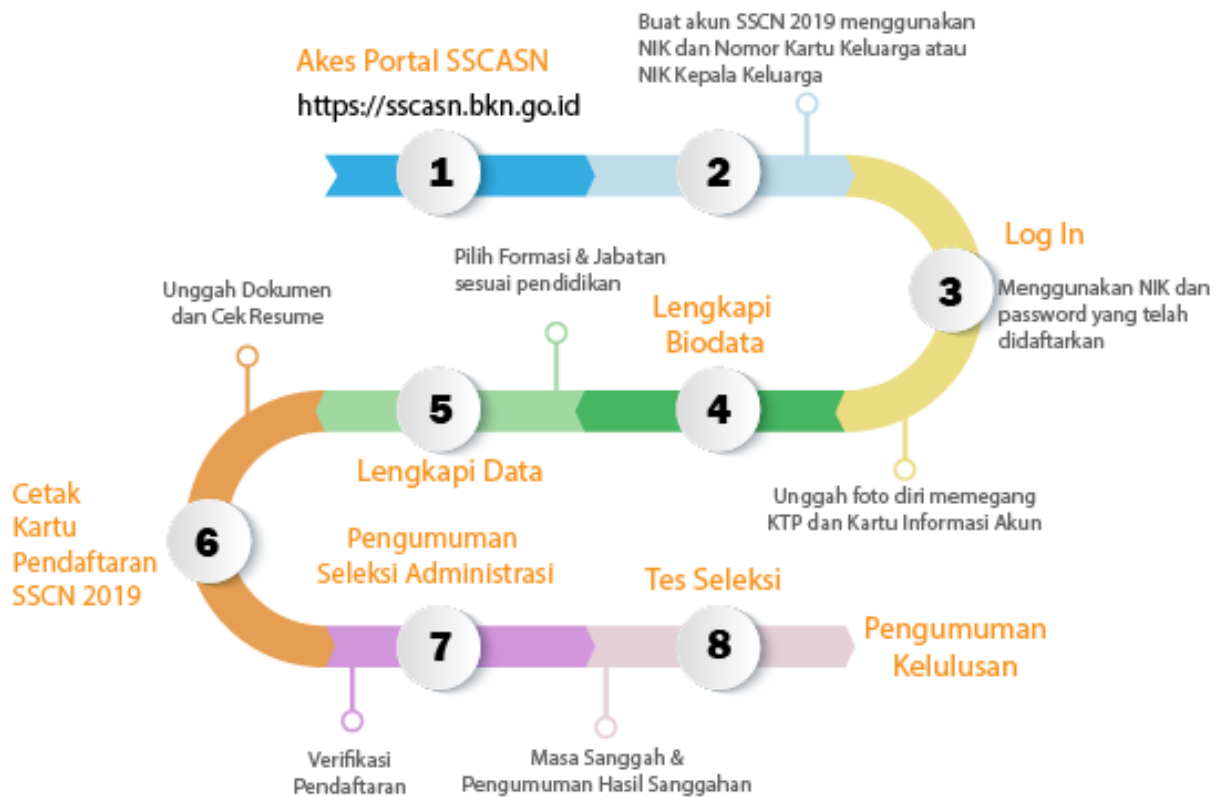 Akes Portal SSCASN
https://sscasn.bkn.go.id
1
Buat akun SSCN 2019 menggunakan
NIK dan Nomor Kartu Keluarga atau
NIK Kepala Keluarga
2
Log In
3
Menggunakan NIK dan
password yang telah
didaftarkan
Unggah foto diri memegang
KTP dan Kartu Informasi Akun
Lengkapi
Biodata
4
Pilih Formasi & Jabatan
sesuai pendidikan
5
Lengkapi Data
Unggah Dokumen
dan Cek Resume
Cetak
Kartu
Pendaftaran
SSCN 2019
6
Verifikasi
Pendaftaran
Pengumuman
Seleksi Administrasi
7
Masa Sanggah &
Pengumuman Hasil Sanggahan
Tes Seleksi
8
Pengumuman
Kelulusan